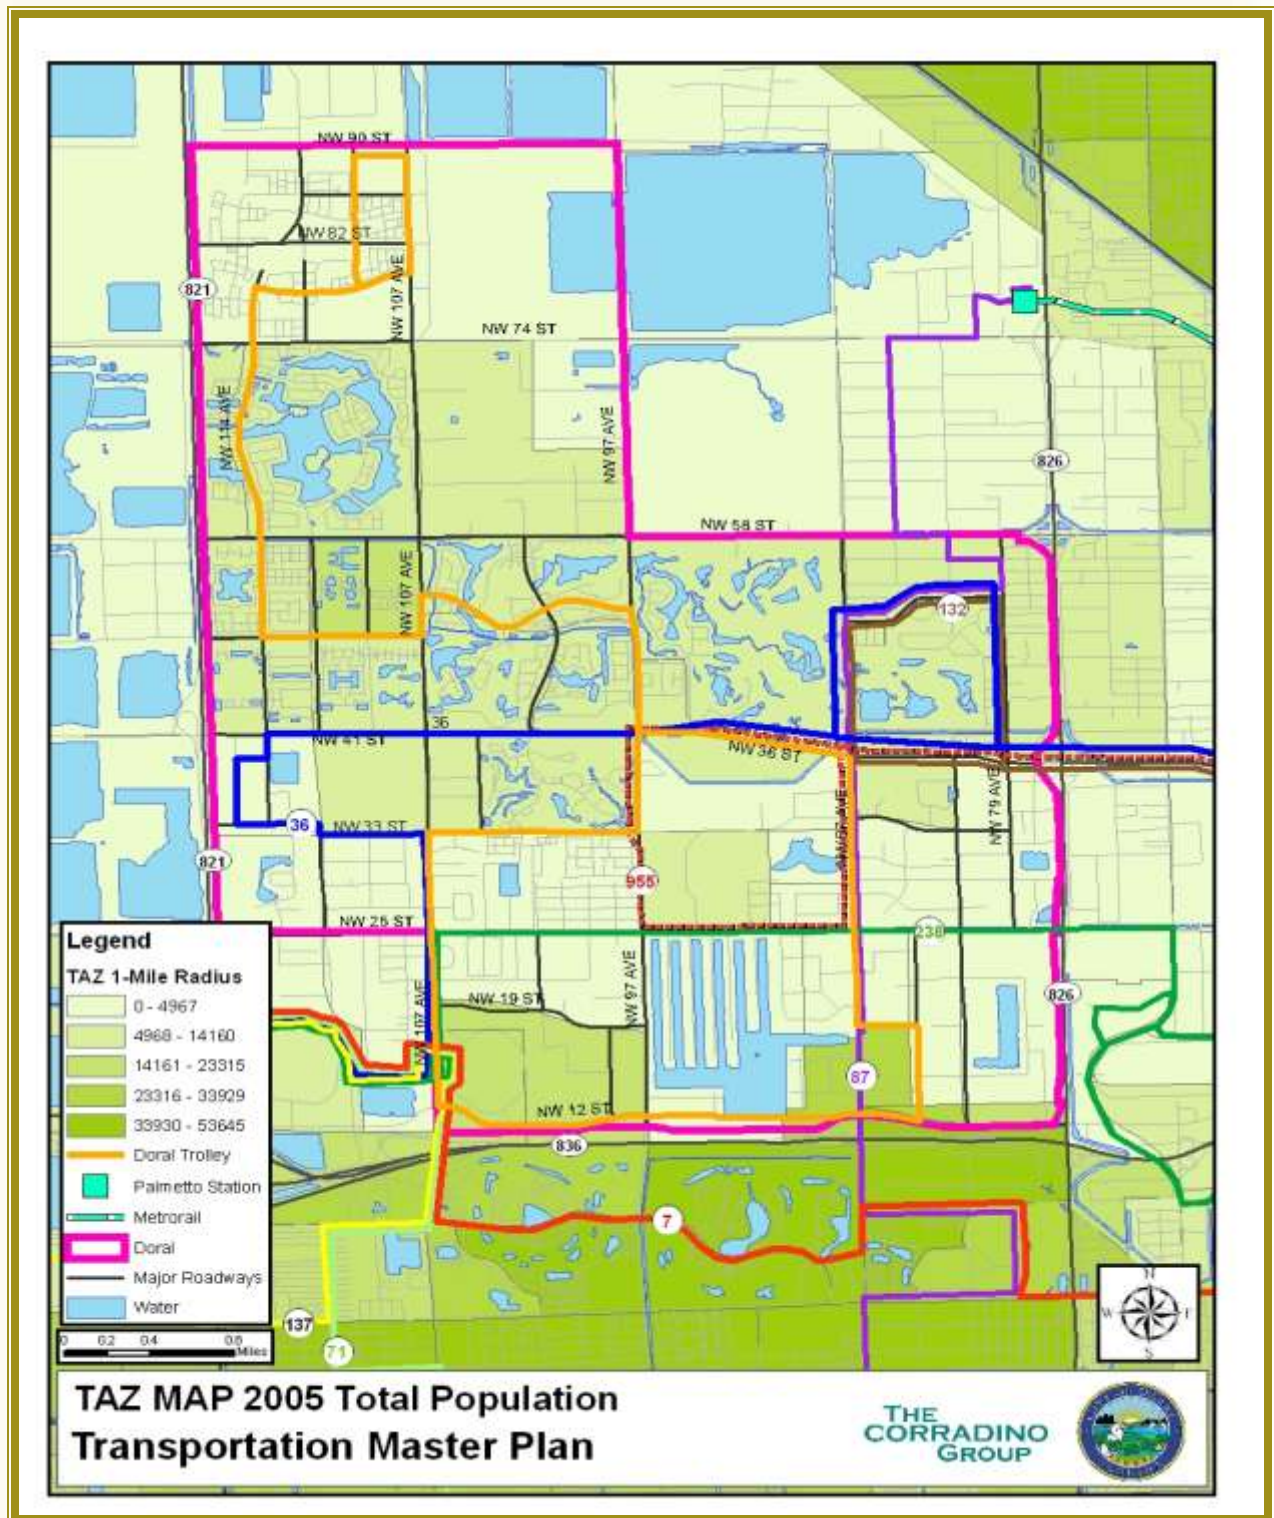 NW 90 ST
NW 82 ST
821
NW 107 AVE
NW 74 ST
NW 114 AVE
NW 97 AVE
826
NW 58 ST
NW 107 AVE
132
36
NW 41 ST
NW 36 ST
NW 79 AVE
36
NW 33 ST
821
955
NW 25 ST
238
NW 97 AVE
826
NW 107 AVE
NW 19 ST
87
NW 12 ST
836
7
137
71
Legend
TAZ 1-Mile Radius
0 - 4967
4968 - 14160
14161 - 23315
23316 - 33929
33930 - 53645
Doral Trolley
Palmetto Station
Metrorail
Doral
Major Roadways
Water
0 0.2 0.4 0.8
Miles
N
W E
S
TAZ MAP 2005 Total Population
Transportation Master Plan
THE
CORRADINO
GROUP